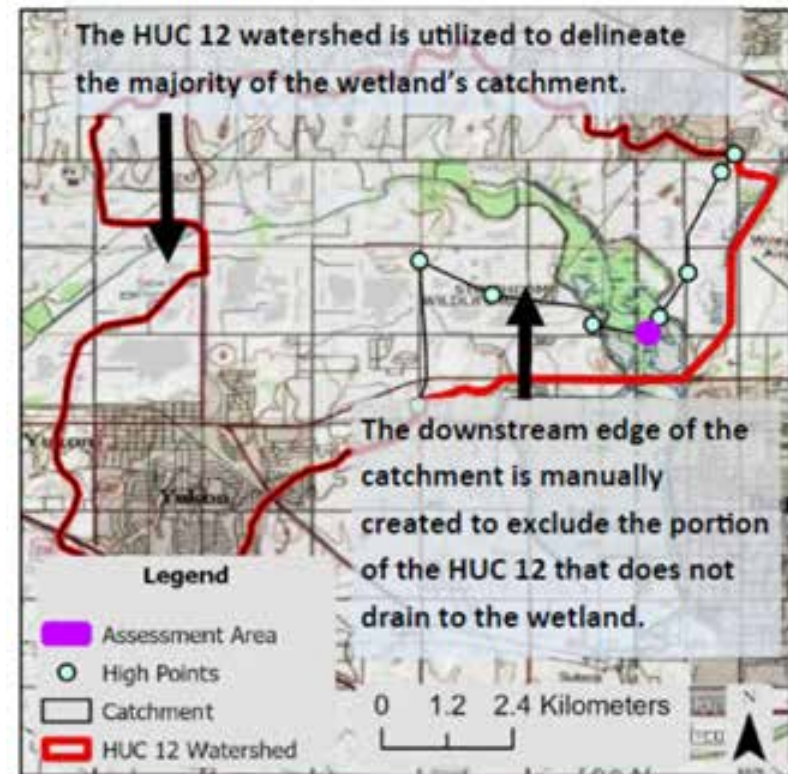 The HUC 12 watershed is utilized to delineate
the majority of the wetland's catchment.
Yukon
Yukon
The downstream edge of the
catchment is manually
created to exclude the portion
of the HUC 12 that does not
drain to the wetland.
Legend
Assessment Area
High Points
Catchment
HUC 12 Watershed
0 1.2 2.4 Kilometers